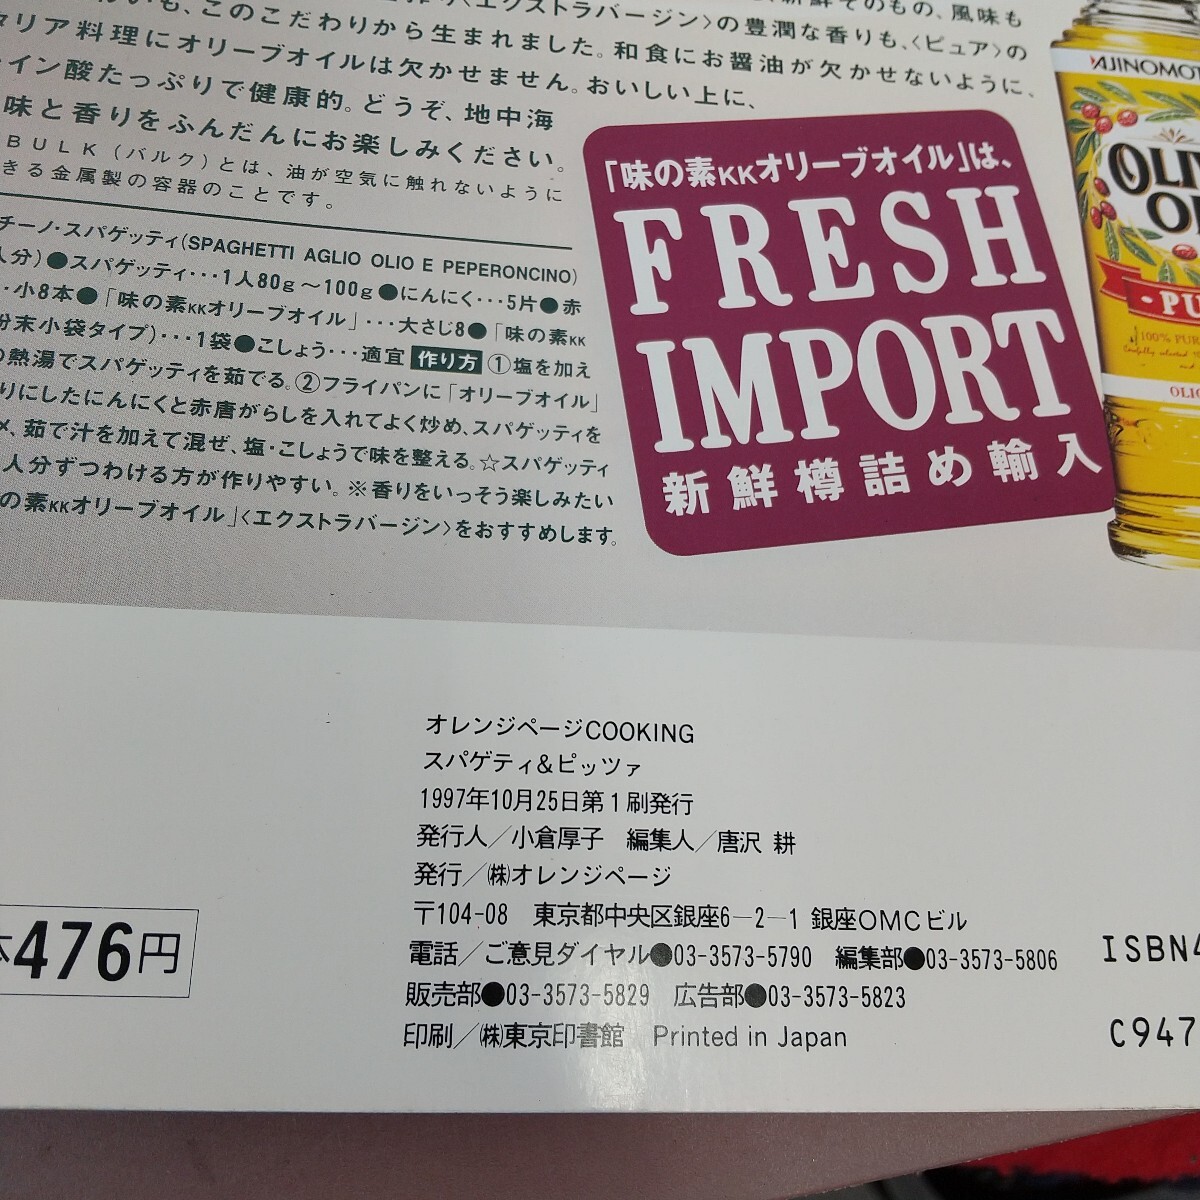 〈エクストラバージン〉の豊潤な香りも、〈ピュア〉の
新鮮そのもの、風味も
も、このこだわりから生まれました。和食にお醤油が欠かせないように、
タリア料理にオリーブオイルは欠かせません。おいしい上に、
イン酸たっぷりで健康的。どうぞ、地中海
味と香りをふんだんにお楽しみください。
BULK(バルク)とは、油が空気に触れないように
きる金属製の容器のことです。
チーノ・スパゲッティ(SPAGHETTI AGLIO OLIO E PEPERONCINO)
人分)●スパゲッティ・・・1人80g～100g●にんにく・・・5片●赤
・小8本●「味の素KKオリーブオイル」・・・大さじ8●「味の素KK
粉末小袋タイプ)・・・1袋●こしょう・・・適宜 作り方 ①塩を加え
の熱湯でスパゲッティを茹でる。②フライパンに「オリーブオイル」
りにしたにんにくと赤唐がらしを入れてよく炒め、スパゲッティを
、茹で汁を加えて混ぜ、塩・こしょうで味を整える。☆スパゲッティ
人分ずつわける方が作りやすい。※香りをいっそう楽しみたい
の素KKオリーブオイル」〈エクストラバージン〉をおすすめします。
「味の素KKオリーブオイル」は、
FRESH
IMPORT
新鮮樽詰め輸入
AJINOMOT
OLI
O
PU
100% PUR
OLIO
オレンジページCOOKING
スパゲティ&ピッツァ
1997年10月25日第1刷発行
発行人／小倉厚子　編集人／唐沢 耕
発行／㈱オレンジページ
〒104-08　東京都中央区銀座6－2－1 銀座OMCビル
電話／ご意見ダイヤル●03-3573-5790　編集部●03-3573-5806
販売部●03-3573-5829　広告部●03-3573-5823
印刷／㈱東京印書館　Printed in Japan
本476円
ISBN4
C947